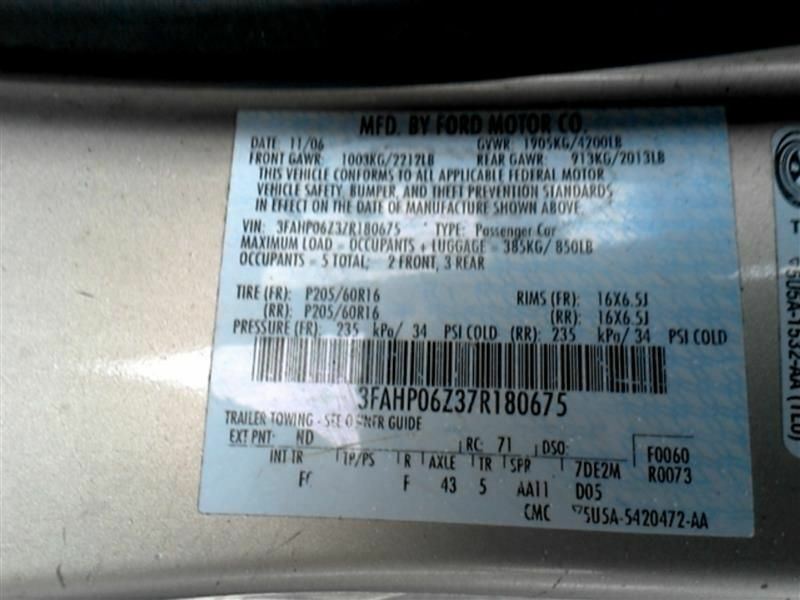 MFD. BY FORD MOTOR CO.
DATE: 11/06 GVWR: 1905KG/4200LB
FRONT GAWR: 1003KG/2212LB REAR GAWR: 913KG/2013LB
THIS VEHICLE CONFORMS TO ALL APPLICABLE FEDERAL MOTOR
VEHICLE SAFETY, BUMPER, AND THEFT PREVENTION STANDARDS
IN EFFECT ON THE DATE OF MANUFACTURE SHOWN ABOVE.
VIN: 3FAHP06Z37R180675 TYPE: Passenger Car
MAXIMUM LOAD = OCCUPANTS + LUGGAGE = 385KG/ 850LB
OCCUPANTS = 5 TOTAL; 2 FRONT, 3 REAR
TIRE (FR): P205/60R16 RIMS (FR): 16X6.5J
(RR): P205/60R16 (RR): 16X6.5J
PRESSURE (FR): 235 kPa/ 34 PSI COLD (RR): 235 kPa/ 34 PSI COLD
3FAHP06Z37R180675
TRAILER TOWING - SEE OWNER GUIDE
EXT PNT: ND RC: 71 DSO: F0060
INT TR TP/PS R AXLE TR SPR 7DE2M R0073
F 43 5 AA11 D05
CMC 5U5A-5420472-AA